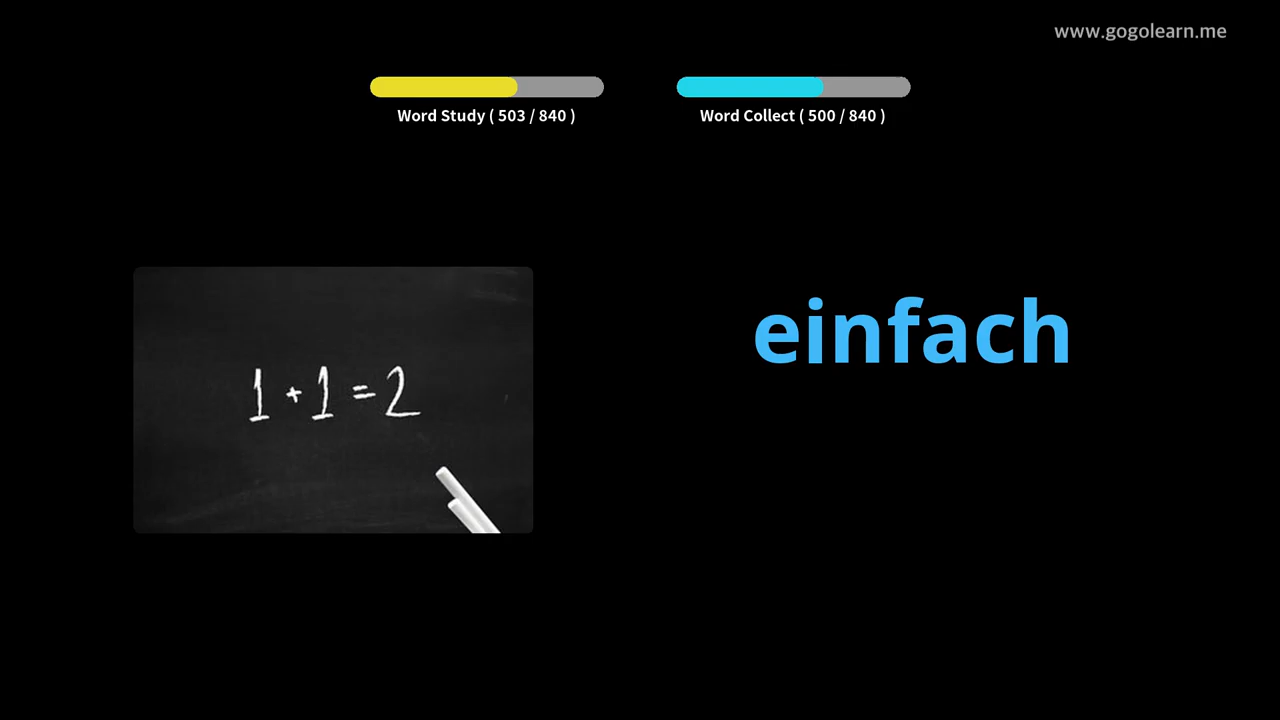 www.gogolearn.me
Word Study ( 503 / 840 )
Word Collect ( 500 / 840 )
einfach
1 + 1 = 2